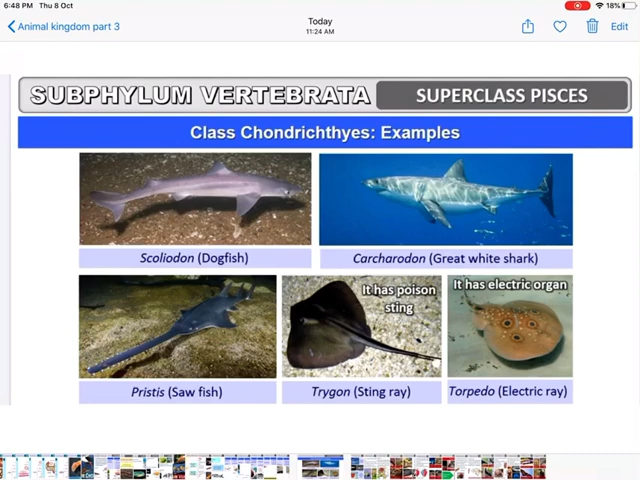 6:48 PM Thu 8 Oct
18%
Animal kingdom part 3
Today
11:24 AM
Edit
SUBPHYLUM VERTEBRATA
SUPERCLASS PISCES
Class Chondrichthyes: Examples
Scoliodon (Dogfish)
Carcharodon (Great white shark)
It has poison
sting
It has electric organ
Pristis (Saw fish)
Trygon (Sting ray)
Torpedo (Electric ray)